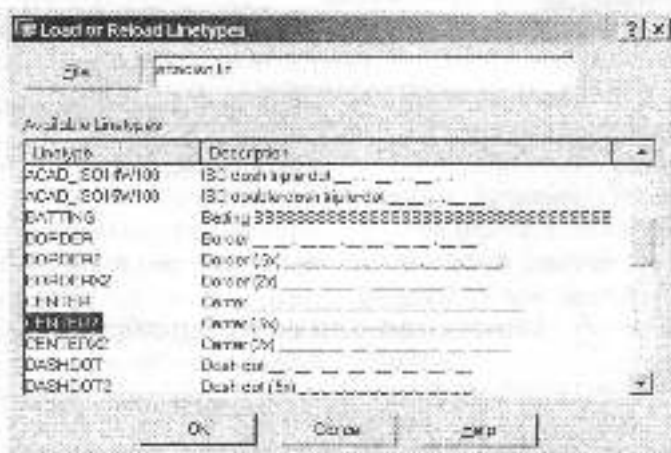 Load or Reload Linetypes
File
Available Linetypes
Linetype Description
ACAD_ISO14W100 ISO dash triple-dot
ACAD_ISO15W100 ISO double-dash triple-dot
BATTING Batting SSSSSSSSSSSSSSSSSSSSSSSSSSSSSSSSSSSSS
BORDER Border
BORDER2 Border (.5x)
BORDERX2 Border (2x)
CENTER Center
CENTER2 Center (.5x)
CENTERX2 Center (2x)
DASHDOT Dash dot
DASHDOT2 Dash dot (.5x)
OK Cancel Help